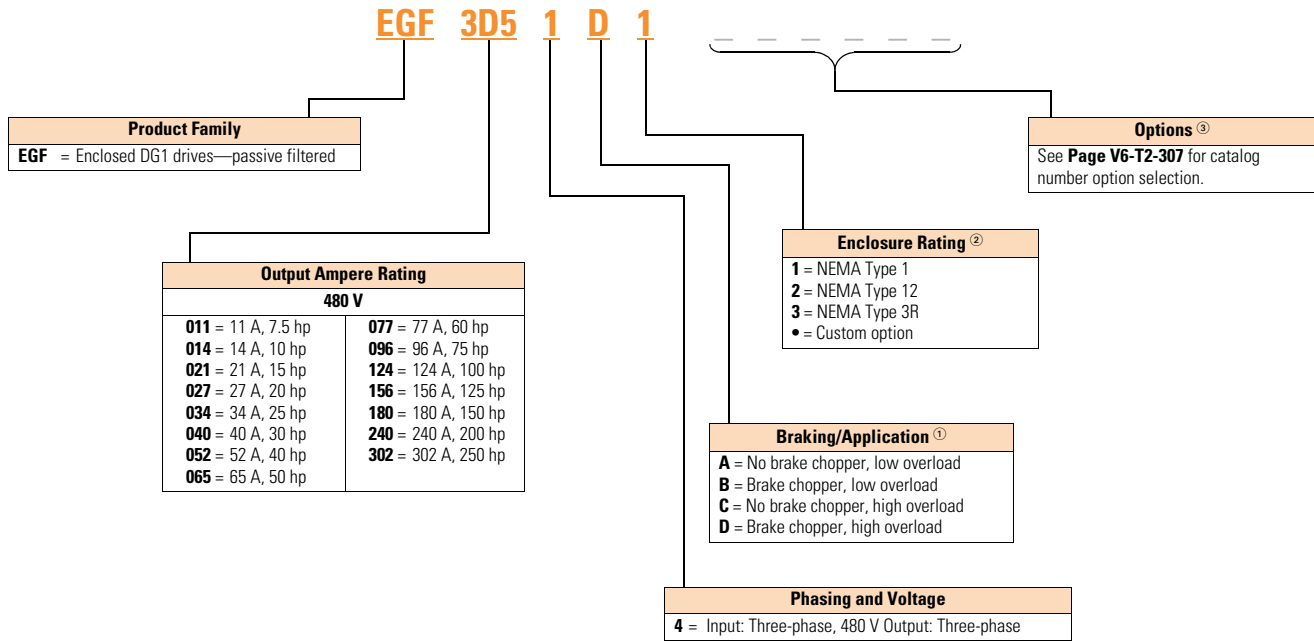 EGF 3D5 1 D 1 _ _ _ _ _ _
Product Family
EGF = Enclosed DG1 drives—passive filtered
Options ③
See Page V6-T2-307 for catalog
number option selection.
Enclosure Rating ②
1 = NEMA Type 1
2 = NEMA Type 12
3 = NEMA Type 3R
• = Custom option
Output Ampere Rating
480 V
011 = 11 A, 7.5 hp
014 = 14 A, 10 hp
021 = 21 A, 15 hp
027 = 27 A, 20 hp
034 = 34 A, 25 hp
040 = 40 A, 30 hp
052 = 52 A, 40 hp
065 = 65 A, 50 hp
077 = 77 A, 60 hp
096 = 96 A, 75 hp
124 = 124 A, 100 hp
156 = 156 A, 125 hp
180 = 180 A, 150 hp
240 = 240 A, 200 hp
302 = 302 A, 250 hp
Braking/Application ①
A = No brake chopper, low overload
B = Brake chopper, low overload
C = No brake chopper, high overload
D = Brake chopper, high overload
Phasing and Voltage
4 = Input: Three-phase, 480 V Output: Three-phase